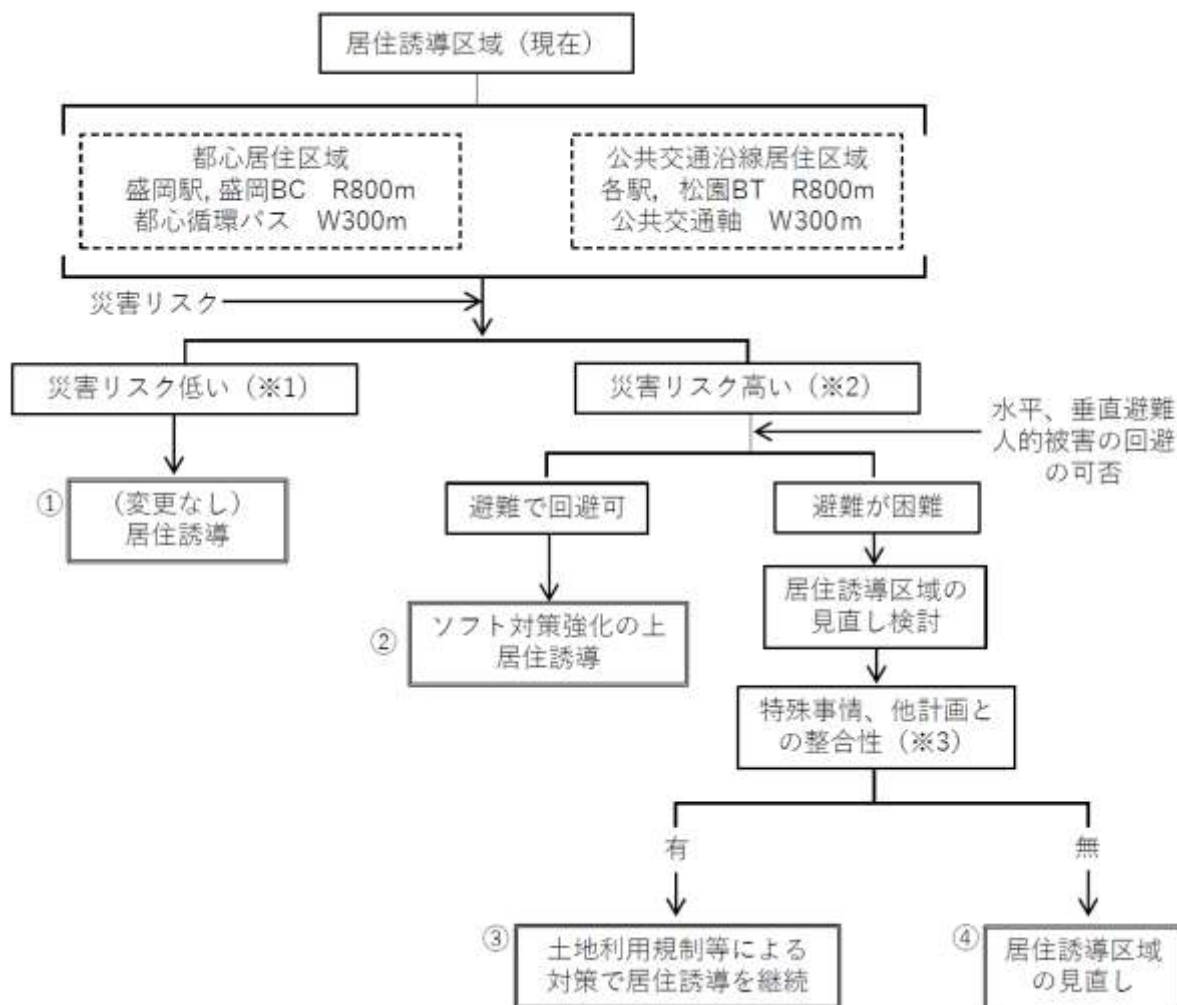 居住誘導区域（現在）
都心居住区域
盛岡駅, 盛岡BC　R800m
都心循環バス　W300m
公共交通沿線居住区域
各駅，松園BT　R800m
公共交通軸　W300m
災害リスク
災害リスク低い（※1）
災害リスク高い（※2）
水平、垂直避難
人的被害の回避
の可否
①
（変更なし）
居住誘導
避難で回避可
避難が困難
②
ソフト対策強化の上
居住誘導
居住誘導区域の
見直し検討
特殊事情、他計画と
の整合性（※3）
有
無
③
土地利用規制等による
対策で居住誘導を継続
④
居住誘導区域
の見直し